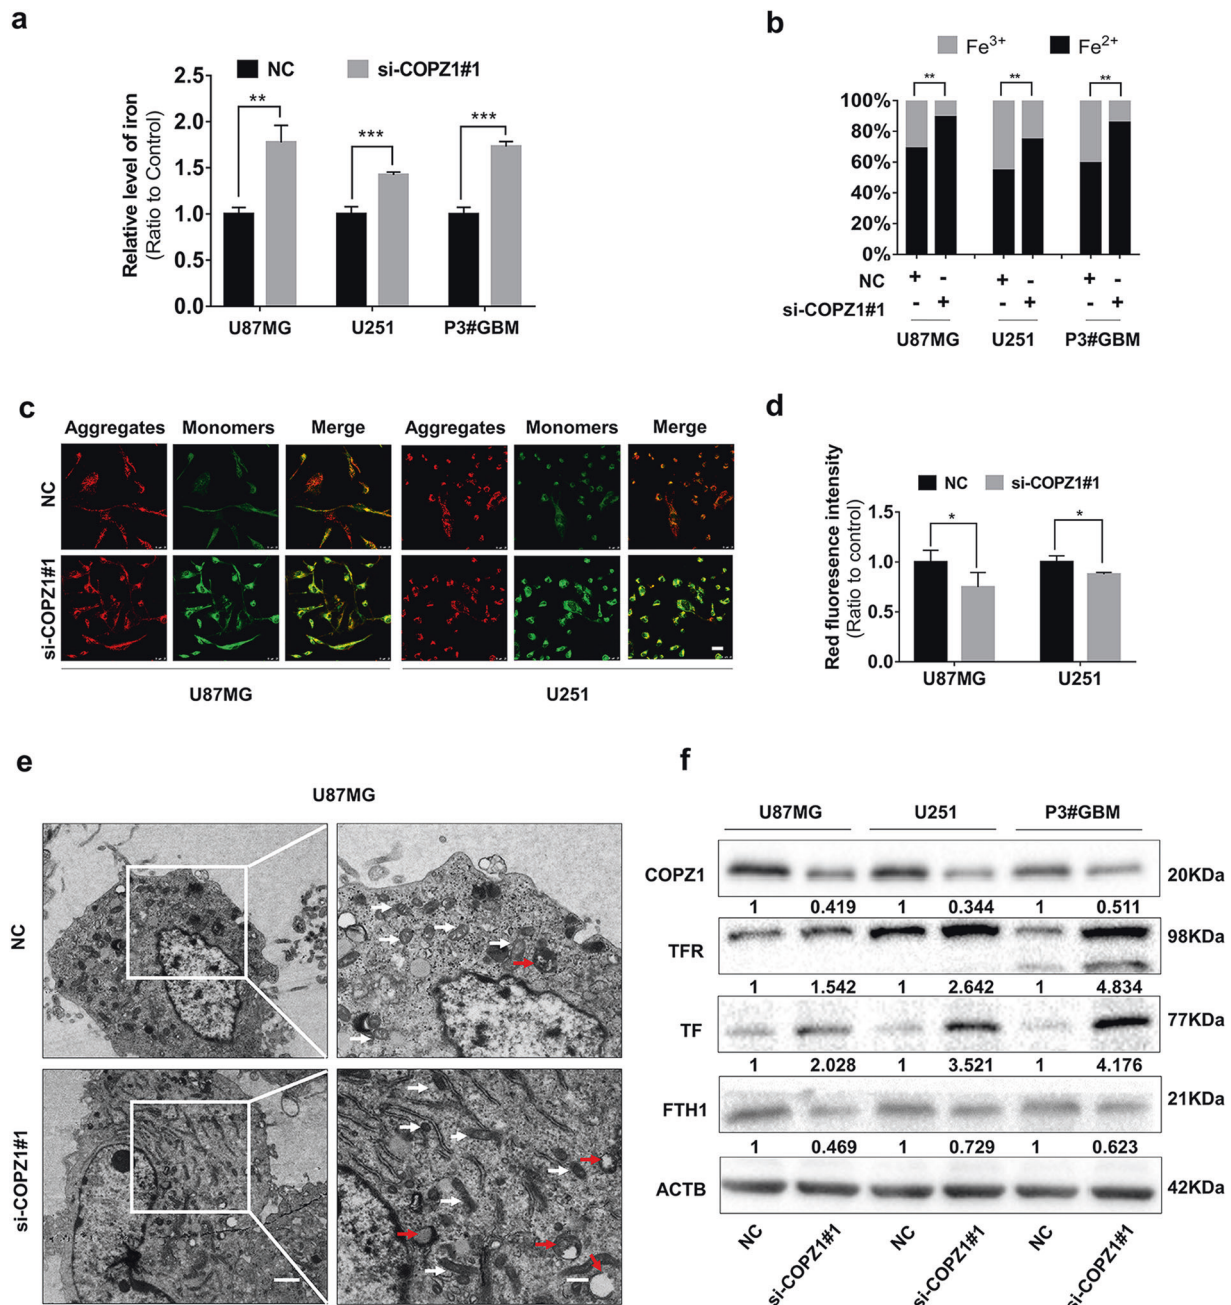 a
NC si-COPZ1#1
Relative level of iron
(Ratio to Control)
2.5
2.0
1.5
1.0
0.5
0.0
** *** ***
U87MG U251 P3#GBM
b
Fe3+ Fe2+
** ** **
100%
80%
60%
40%
20%
0%
NC + - + - + -
si-COPZ1#1 - + - + - +
U87MG U251 P3#GBM
c
Aggregates Monomers Merge Aggregates Monomers Merge
NC
si-COPZ1#1
U87MG U251
d
NC si-COPZ1#1
Red fluoresence intensity
(Ratio to control)
1.5
1.0
0.5
0.0
* *
U87MG U251
e
U87MG
NC
si-COPZ1#1
f
U87MG U251 P3#GBM
COPZ1 20KDa
1 0.419 1 0.344 1 0.511
TFR 98KDa
1 1.542 1 2.642 1 4.834
TF 77KDa
1 2.028 1 3.521 1 4.176
FTH1 21KDa
1 0.469 1 0.729 1 0.623
ACTB 42KDa
NC si-COPZ1#1 NC si-COPZ1#1 NC si-COPZ1#1